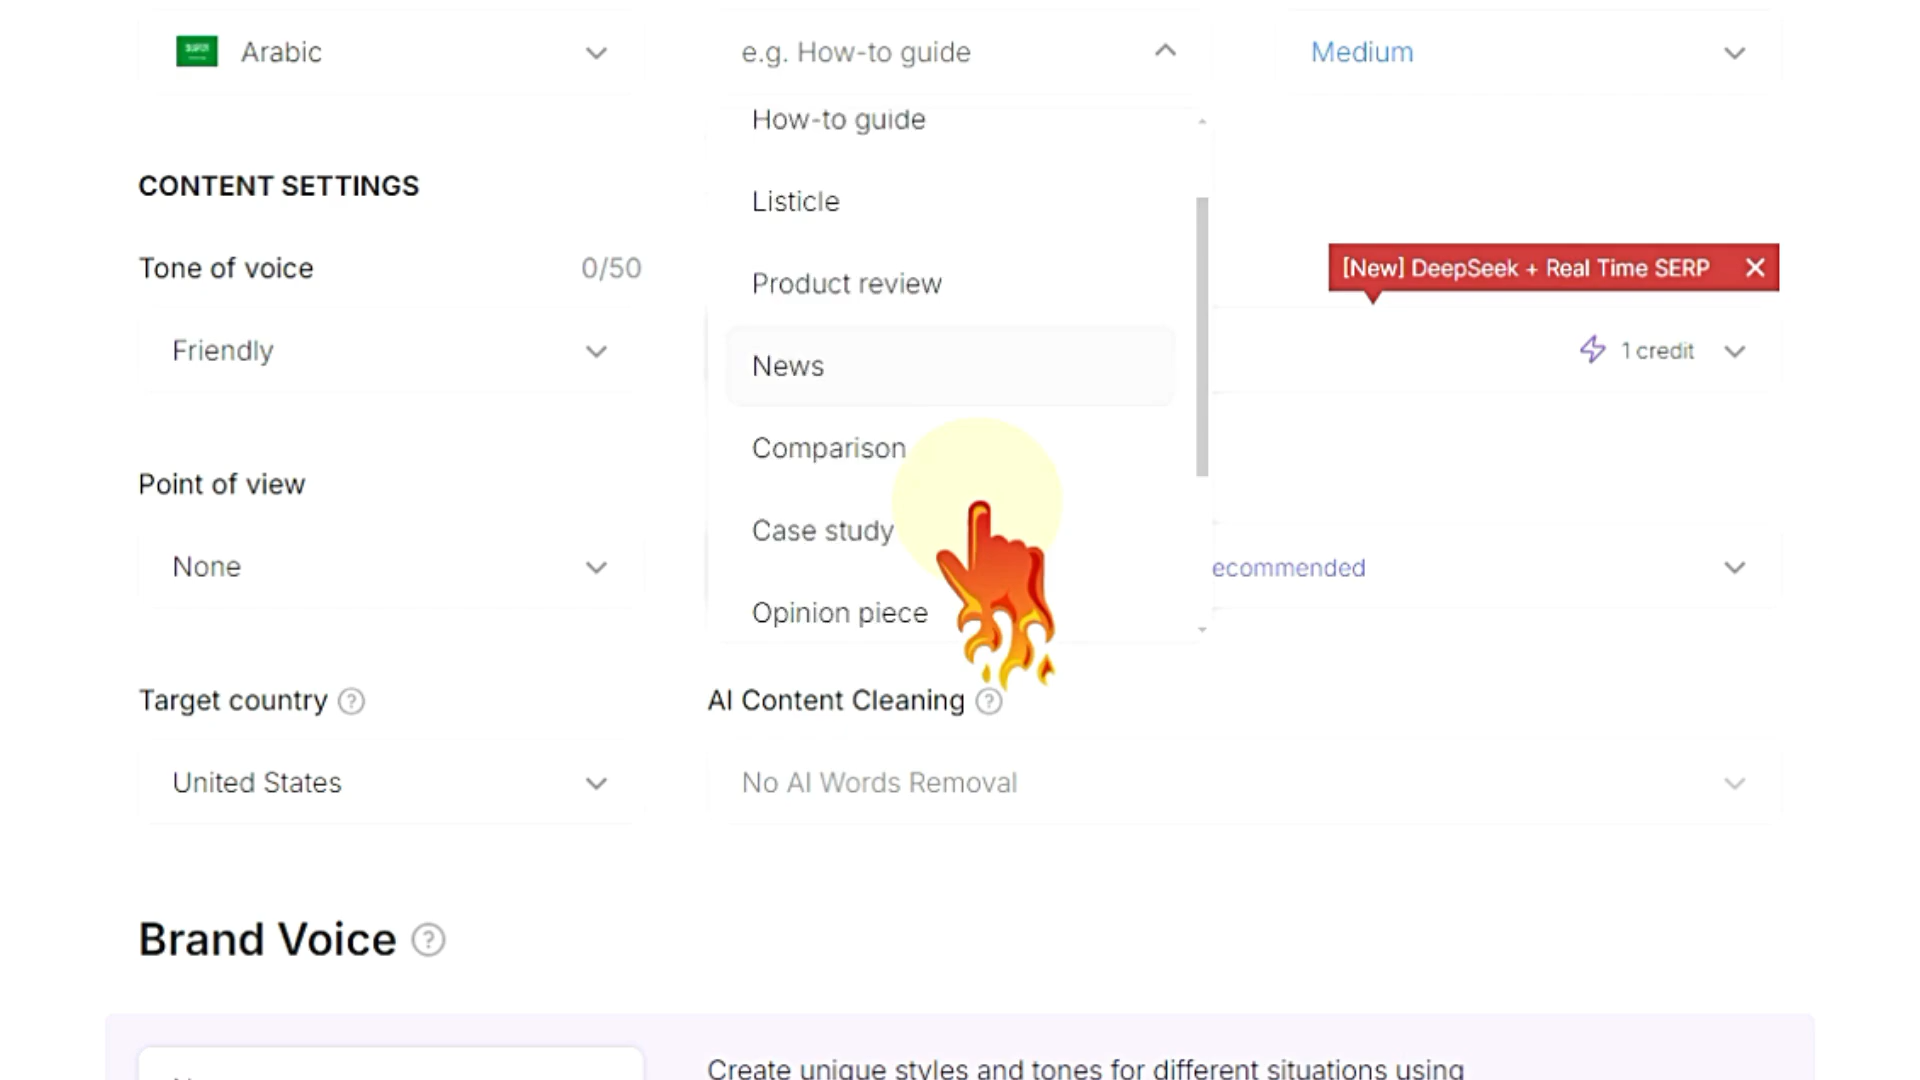 Arabic
e.g. How-to guide
Medium
How-to guide
CONTENT SETTINGS
Listicle
Tone of voice
0/50
[New] DeepSeek + Real Time SERP
Product review
Friendly
News
1 credit
Comparison
Point of view
Case study
None
ecommended
Opinion piece
Target country
AI Content Cleaning
United States
No AI Words Removal
Brand Voice
Create unique styles and tones for different situations using